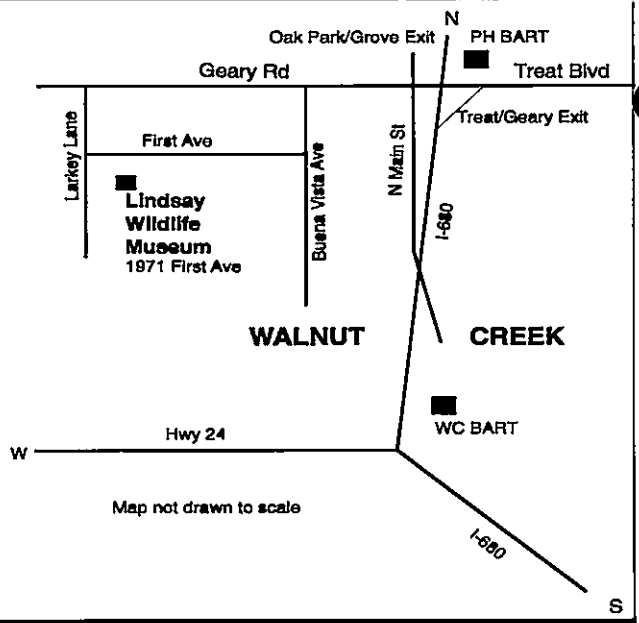 N
Oak Park/Grove Exit
PH BART
Geary Rd
Treat Blvd
Treat/Geary Exit
Larkey Lane
First Ave
Buena Vista Ave
N Main St
I-680
Lindsay
Wildlife
Museum
1971 First Ave
WALNUT CREEK
WC BART
Hwy 24
W
Map not drawn to scale
I-680
S